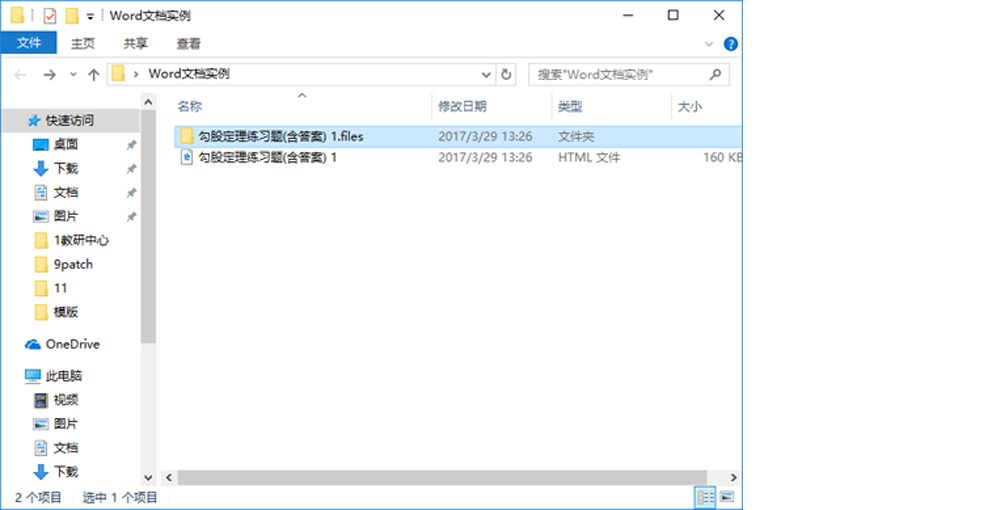 Word文档实例
文件 主页 共享 查看
Word文档实例 搜索"Word文档实例"
名称 修改日期 类型 大小
快速访问
桌面
下载
文档
图片
1教研中心
9patch
11
模版
OneDrive
此电脑
视频
图片
文档
下载
勾股定理练习题(含答案) 1.files 2017/3/29 13:26 文件夹
勾股定理练习题(含答案) 1 2017/3/29 13:26 HTML 文件 160 KB
2 个项目 选中 1 个项目